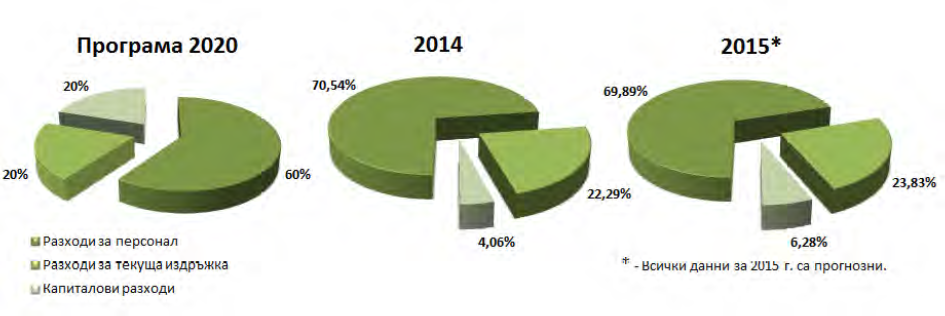 Програма 2020
2014
2015*
20%
20%
60%
70,54%
22,29%
4,06%
69,89%
23,83%
6,28%
Разходи за персонал
Разходи за текуща издръжка
Капиталови разходи
* - Всички данни за 2015 г. са прогнозни.